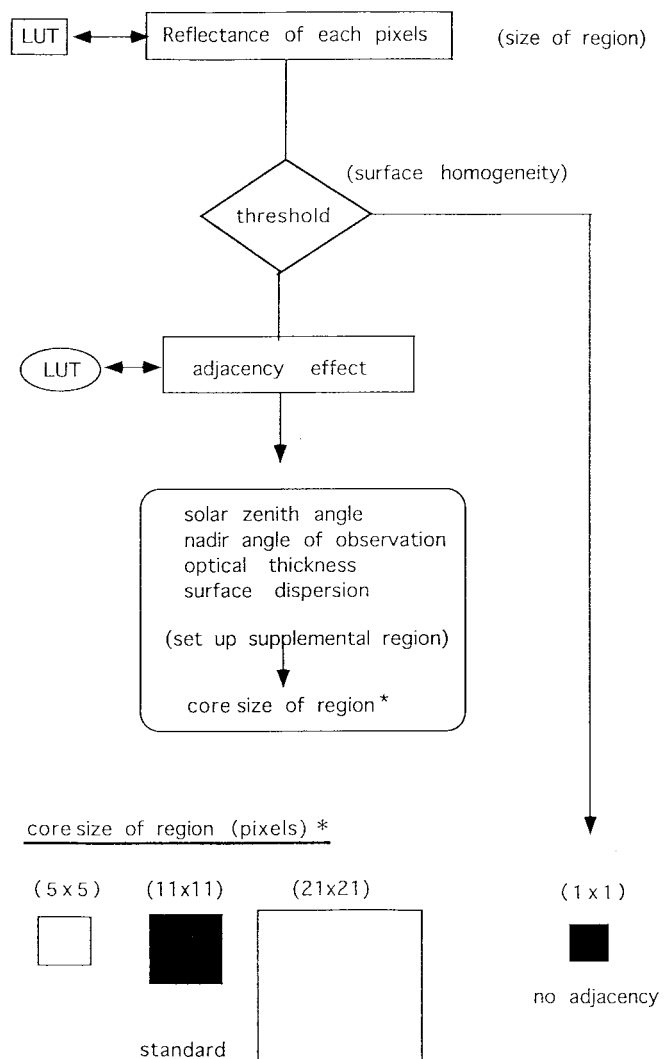 LUT
Reflectance of each pixels
(size of region)
(surface homogeneity)
threshold
LUT
adjacency effect
solar zenith angle
nadir angle of observation
optical thickness
surface dispersion
(set up supplemental region)
core size of region *
core size of region (pixels) *
(5x5) (11x11) (21x21) (1x1)
no adjacency
standard